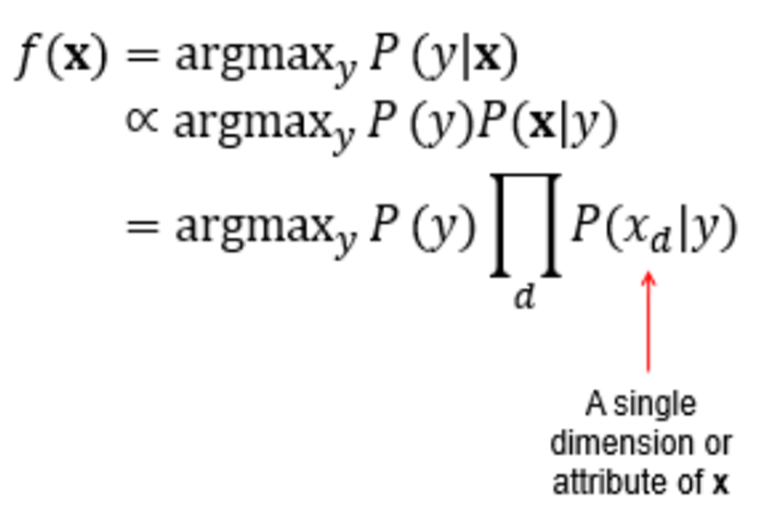 f(𝐱) = argmax_y P (y|𝐱)
∝ argmax_y P (y)P(𝐱|y)
= argmax_y P (y) ∏_d P(x_d|y)
A single
dimension or
attribute of 𝐱